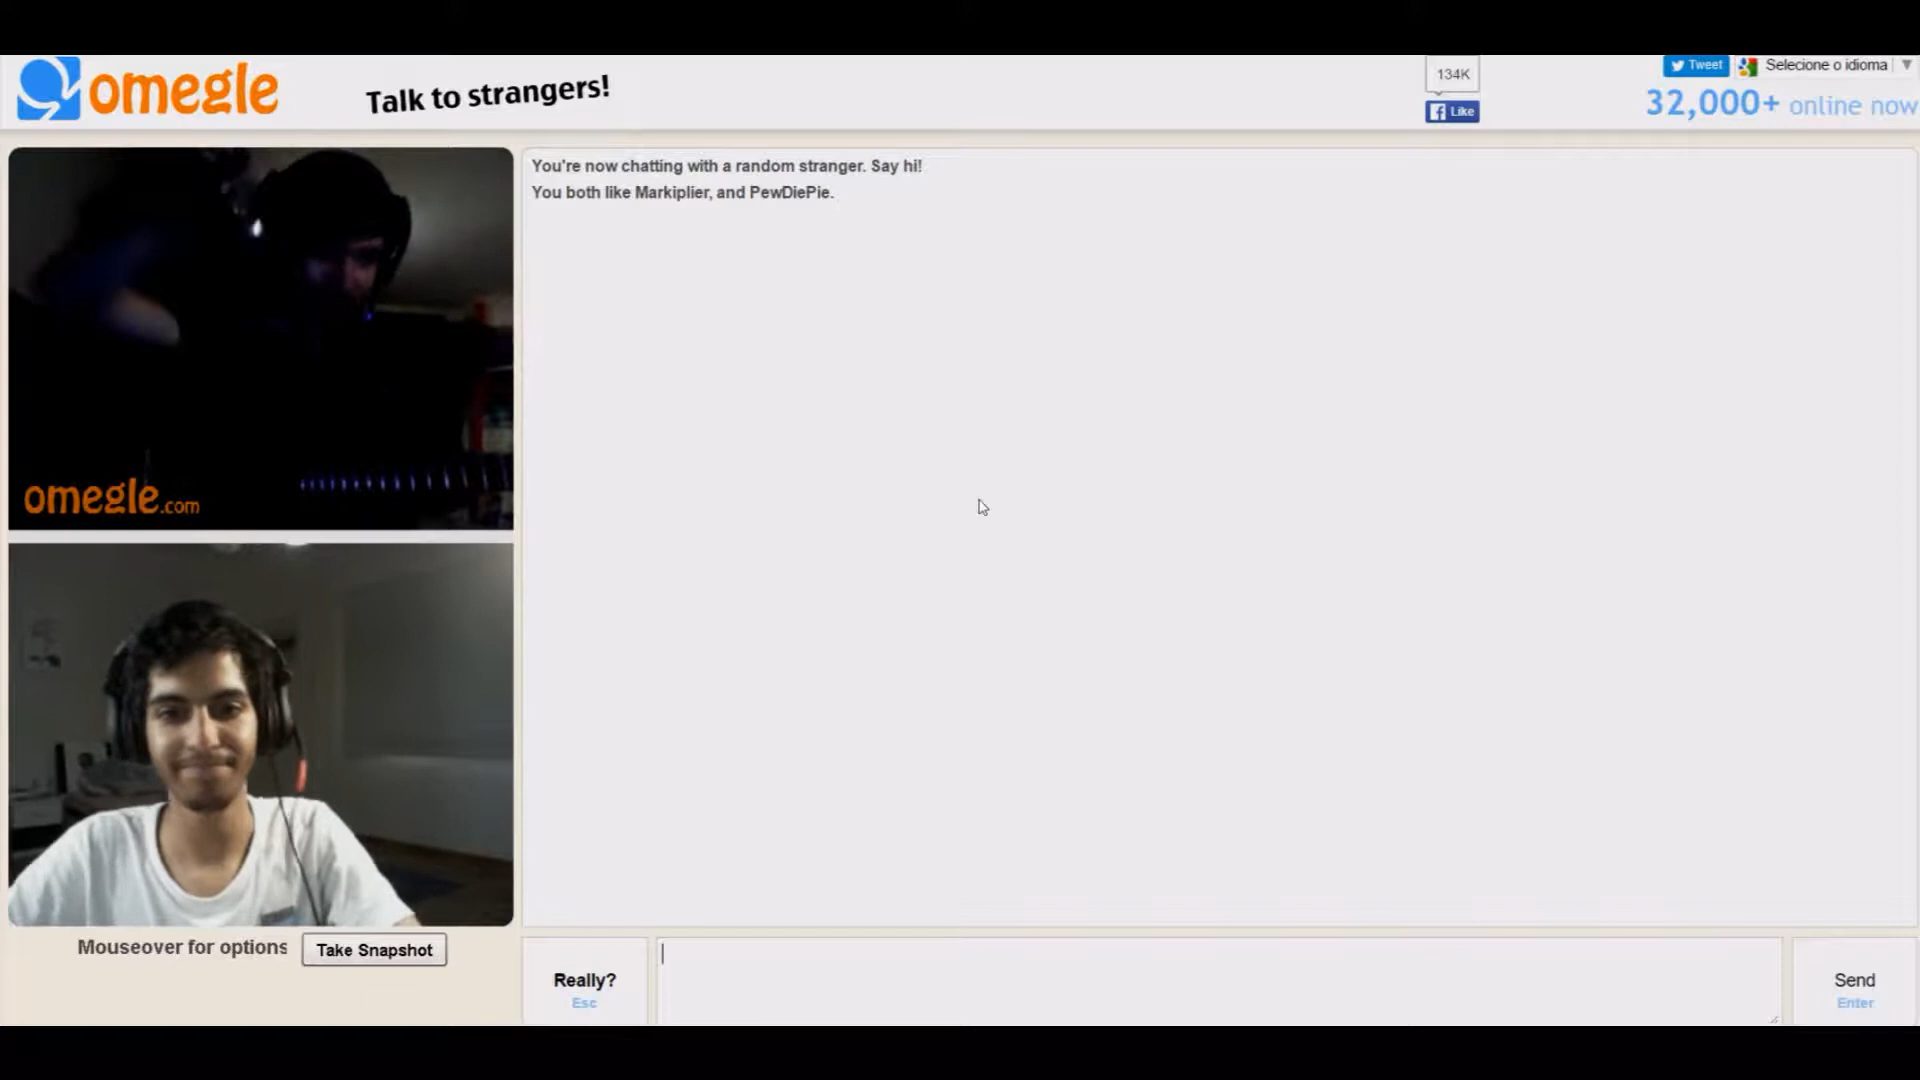 omegle
Talk to strangers!
134K
Like
Tweet
Selecione o idioma
32,000+ online now
You're now chatting with a random stranger. Say hi!
You both like Markiplier, and PewDiePie.
omegle.com
Mouseover for options
Take Snapshot
Really?
Esc
Send
Enter